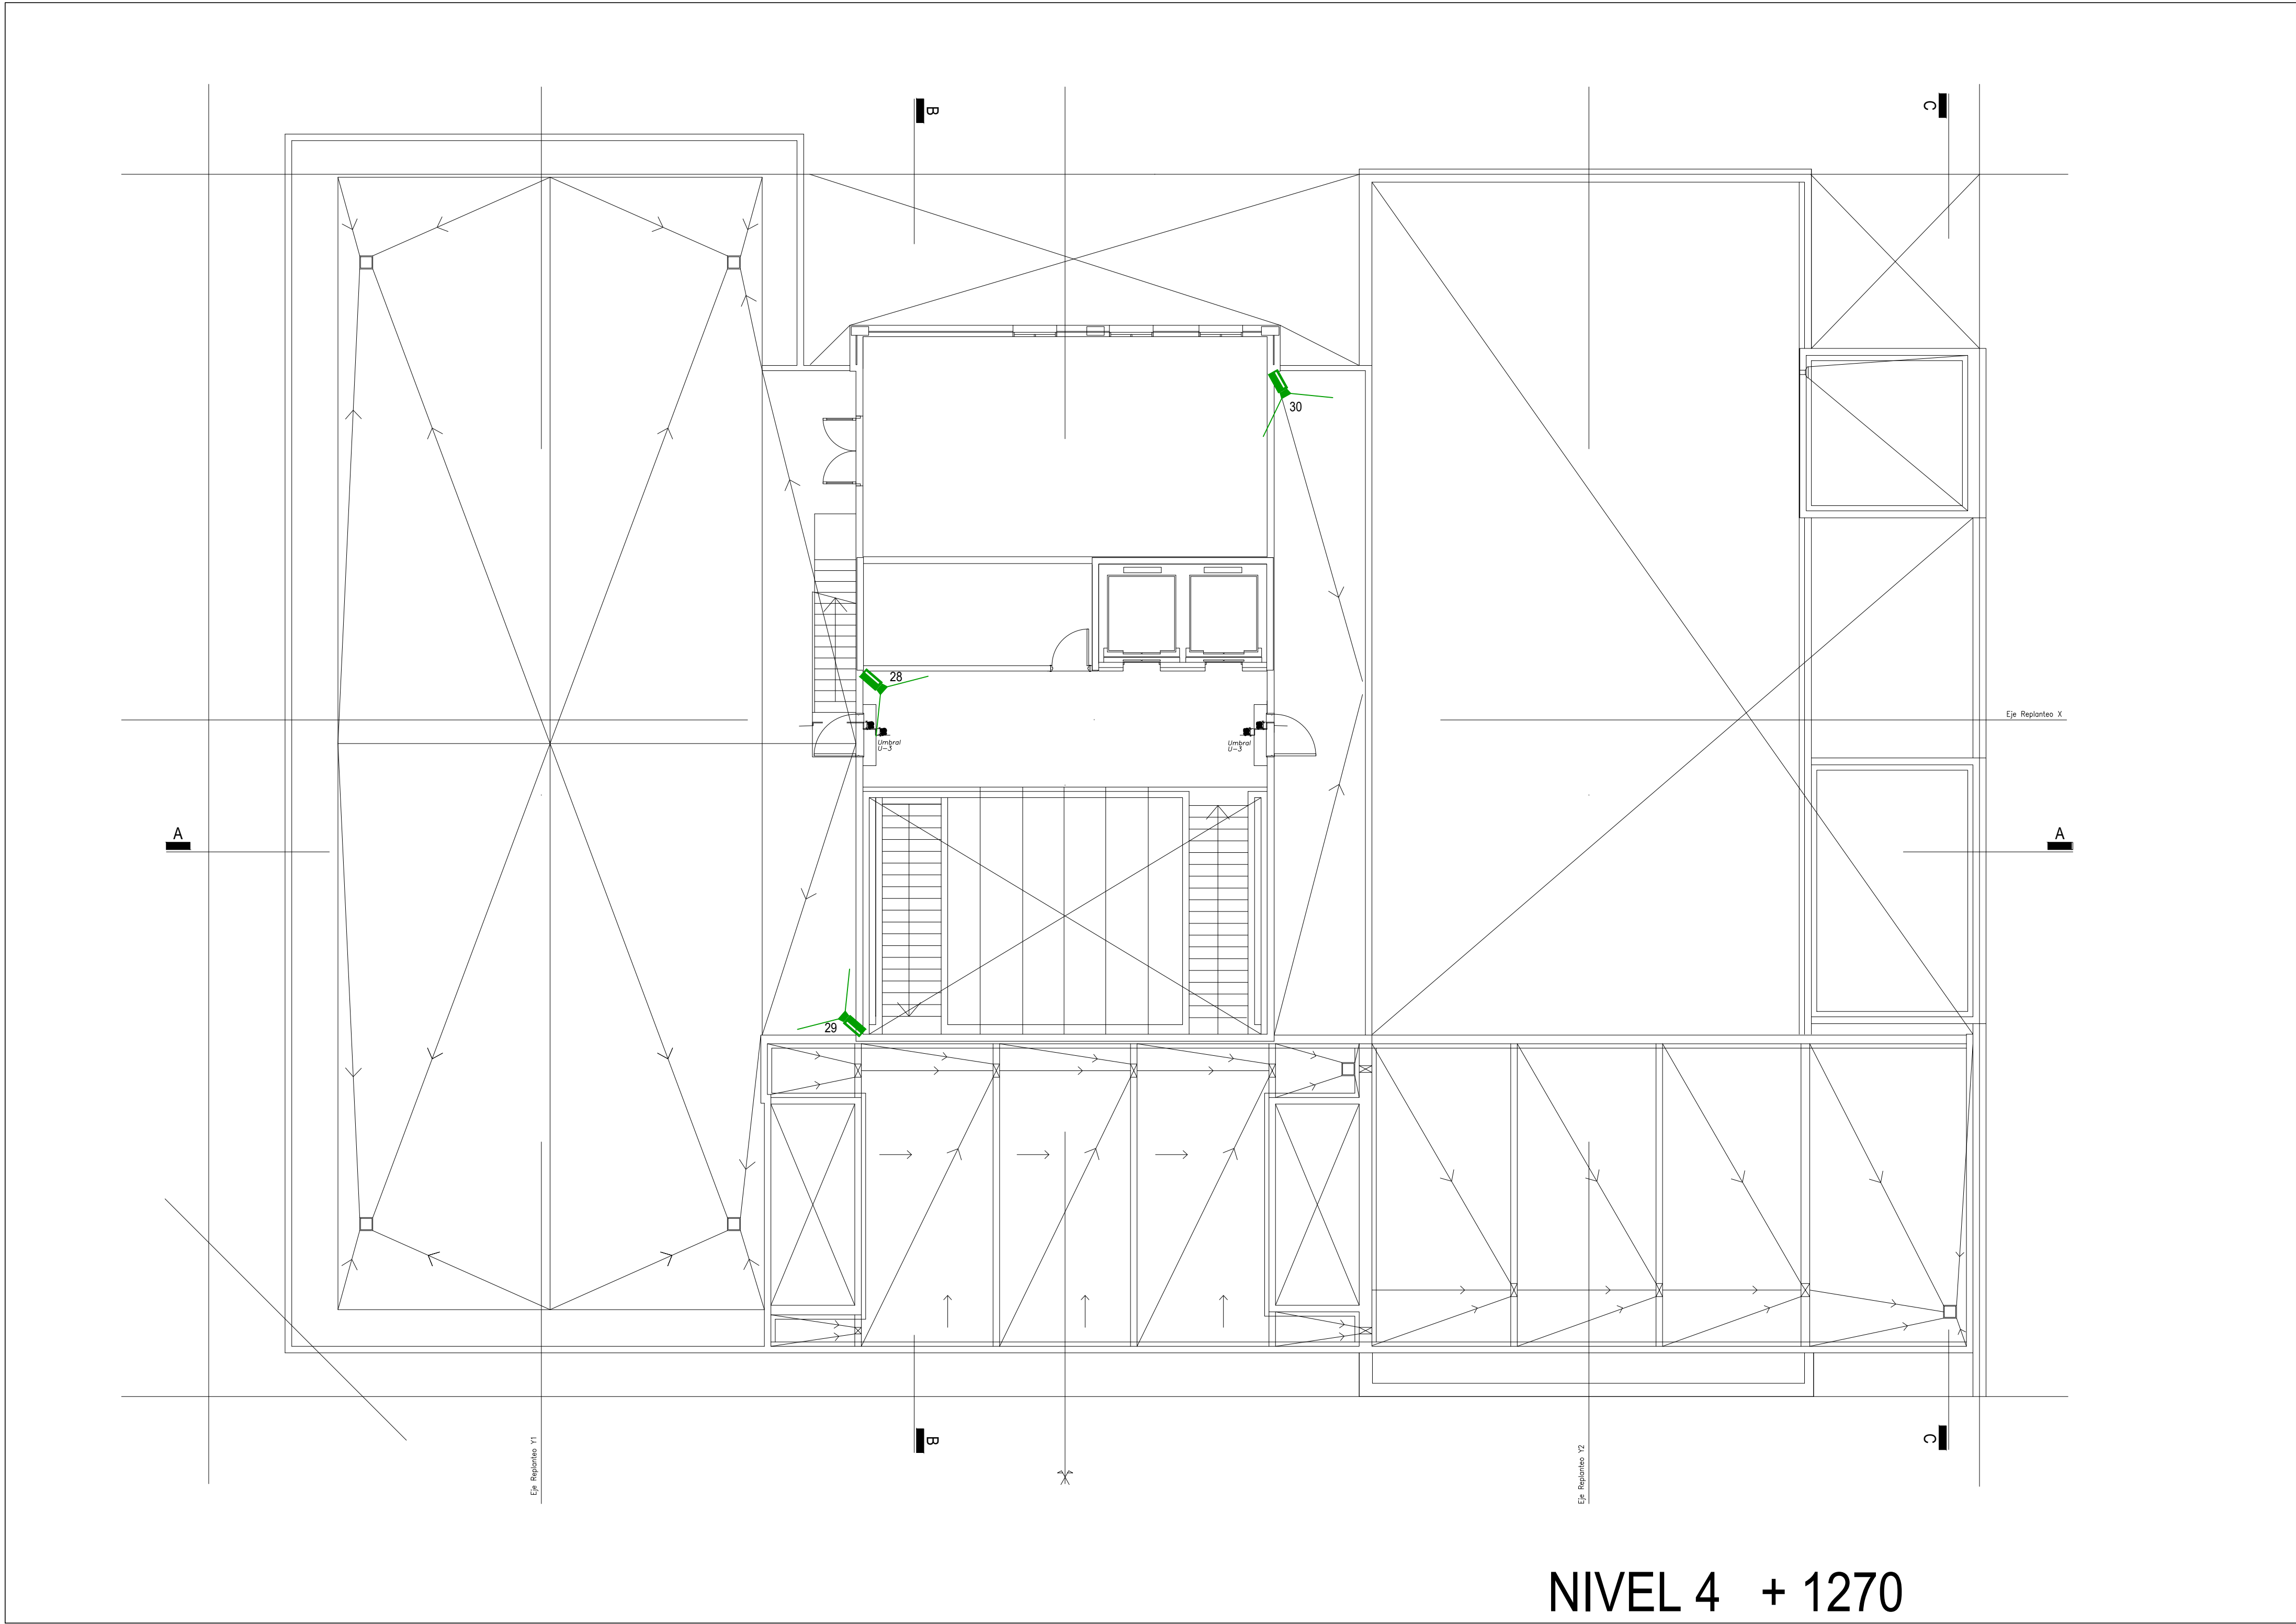 B
C
30
28
Eje Replanteo X
Umbral
U-3
Umbral
U-3
A
A
29
B
C
Eje Replanteo Y1
Eje Replanteo Y2
NIVEL 4 + 1270